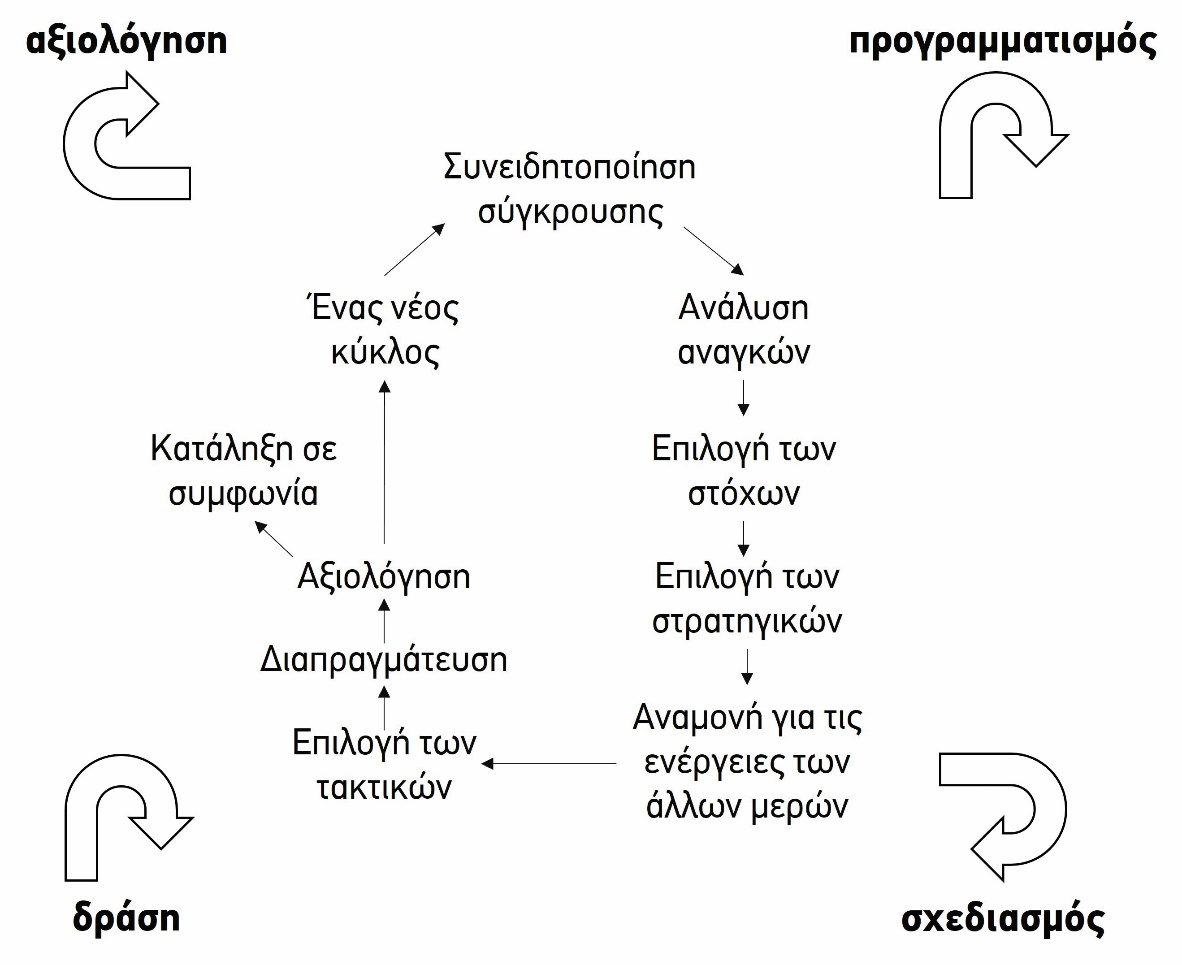 αξιολόγηση
προγραμματισμός
Συνειδητοποίηση
σύγκρουσης
Ένας νέος
κύκλος
Ανάλυση
αναγκών
Κατάληξη σε
συμφωνία
Επιλογή των
στόχων
Αξιολόγηση
Επιλογή των
στρατηγικών
Διαπραγμάτευση
Επιλογή των
τακτικών
Αναμονή για τις
ενέργειες των
άλλων μερών
δράση
σχεδιασμός